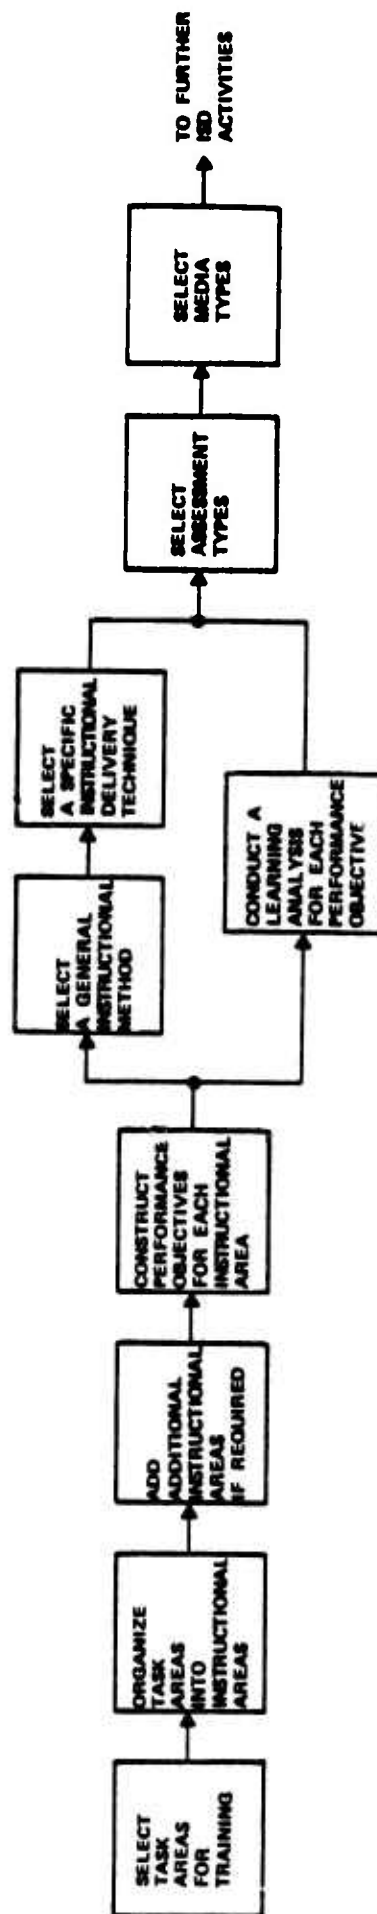 SELECT
TASK
AREAS
FOR
TRAINING
ORGANIZE
TASK
AREAS
INTO
INSTRUCTIONAL
AREAS
ADD
ADDITIONAL
INSTRUCTIONAL
AREAS
IF REQUIRED
CONSTRUCT
PERFORMANCE
OBJECTIVES
FOR EACH
INSTRUCTIONAL
AREA
SELECT
A GENERAL
INSTRUCTIONAL
METHOD
SELECT
A SPECIFIC
INSTRUCTIONAL
DELIVERY
TECHNIQUE
CONDUCT A
LEARNING
ANALYSIS
FOR EACH
PERFORMANCE
OBJECTIVE
SELECT
ASSESSMENT
TYPES
SELECT
MEDIA
TYPES
TO FURTHER
ISD
ACTIVITIES